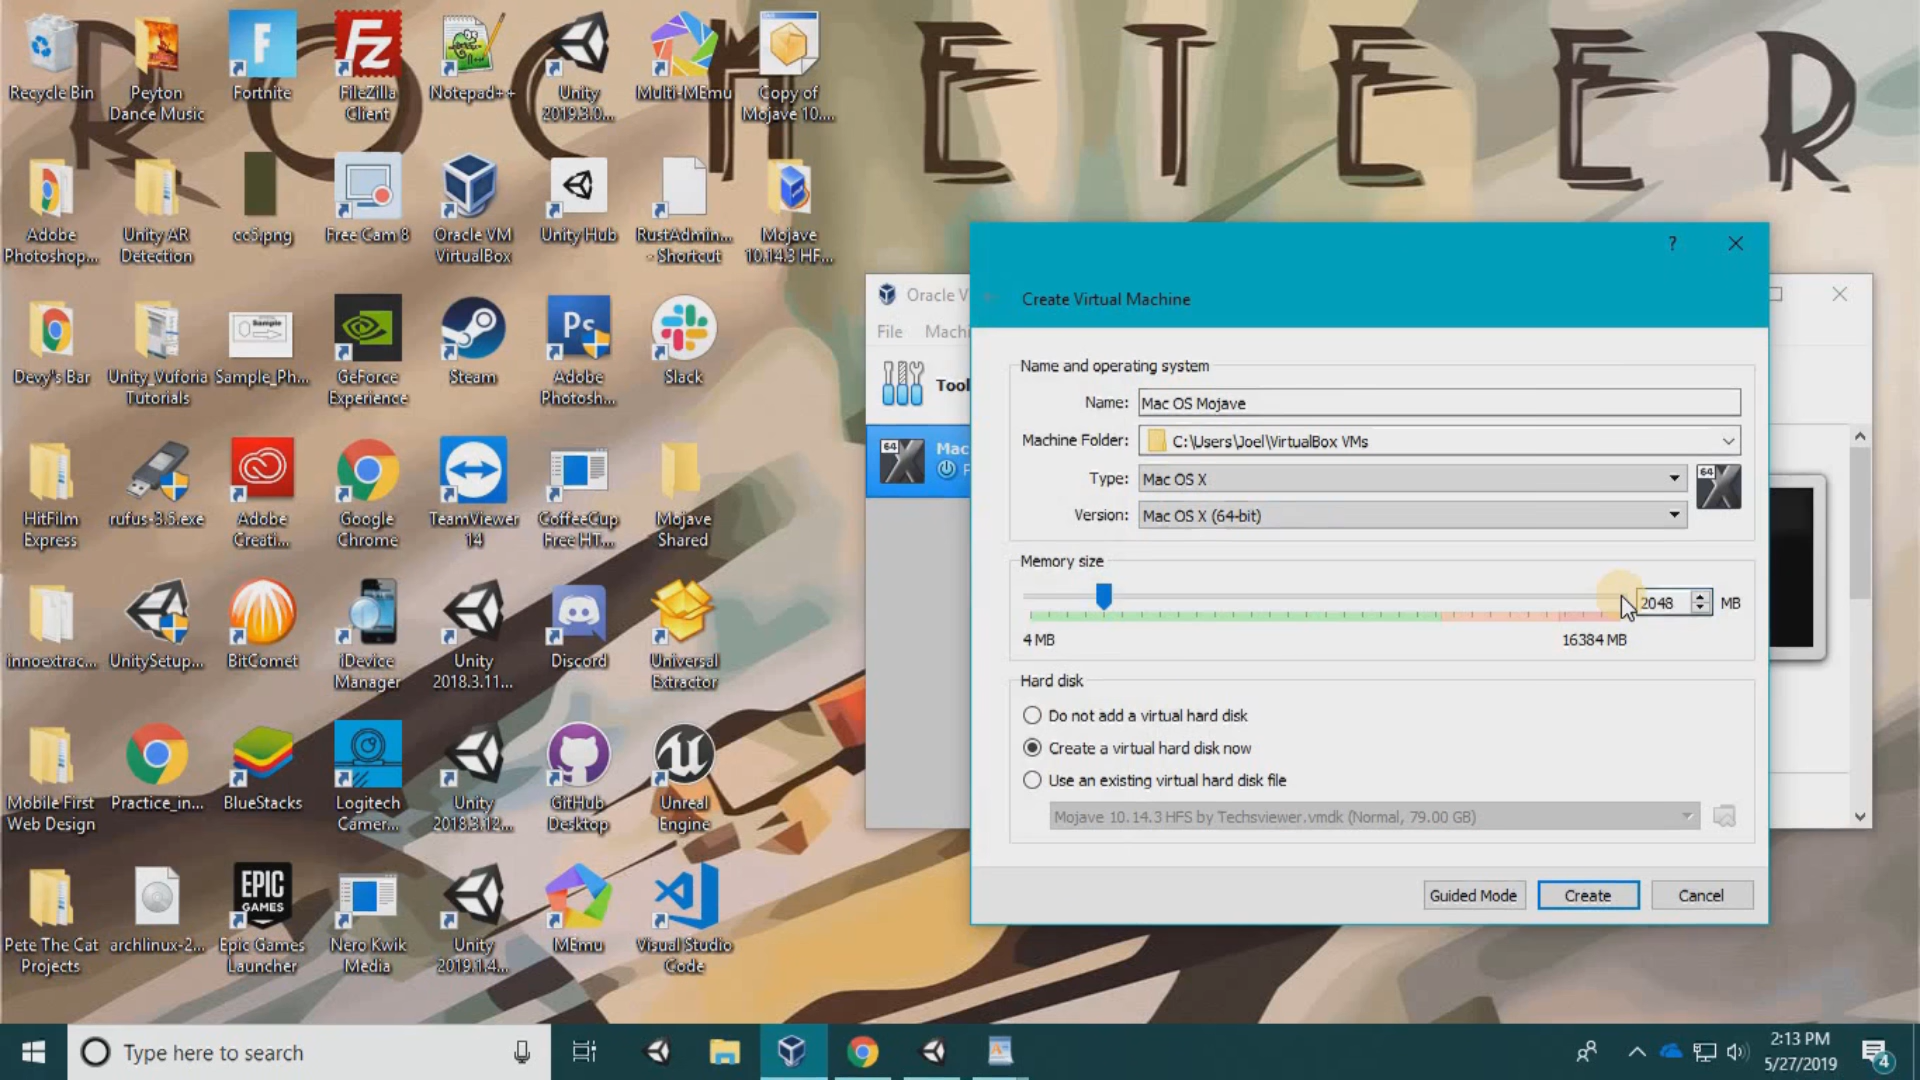 ROCKETEER
Recycle Bin
Peyton
Dance Music
Fortnite
FileZilla
Client
Notepad++
Unity
2019.3.0...
Multi-MEmu
Copy of
Mojave 10....
Adobe
Photoshop...
Unity AR
Detection
cc5.png
Free Cam 8
Oracle VM
VirtualBox
Unity Hub
RustAdmin...
- Shortcut
Mojave
10.14.3 HF...
Devy"s Bar
Unity_Vuforia
Tutorials
Sample
Sample_Ph...
GeForce
Experience
Steam
Ps
Adobe
Photosh...
Slack
HitFilm
Express
rufus-3.5.exe
Adobe
Creati...
Google
Chrome
TeamViewer
14
CoffeeCup
Free HT...
Mojave
Shared
innoextrac...
UnitySetup...
BitComet
iDevice
Manager
Unity
2018.3.11...
Discord
Universal
Extractor
Mobile First
Web Design
Practice_in...
BlueStacks
Logitech
Camer...
Unity
2018.3.12...
GitHub
Desktop
Unreal
Engine
Pete The Cat
Projects
archlinux-2...
EPIC
GAMES
Epic Games
Launcher
Nero Kwik
Media
Unity
2019.1.4...
MEmu
Visual Studio
Code
Oracle V
File Machi
Tool
64
Mac
Create Virtual Machine
Name and operating system
Name: Mac OS Mojave
Machine Folder: C:\Users\Joel\VirtualBox VMs
Type: Mac OS X
64
Version: Mac OS X (64-bit)
Memory size
2048 MB
4 MB 16384 MB
Hard disk
Do not add a virtual hard disk
Create a virtual hard disk now
Use an existing virtual hard disk file
Mojave 10.14.3 HFS by Techsviewer.vmdk (Normal, 79.00 GB)
Guided Mode Create Cancel
Type here to search
2:13 PM
5/27/2019
4